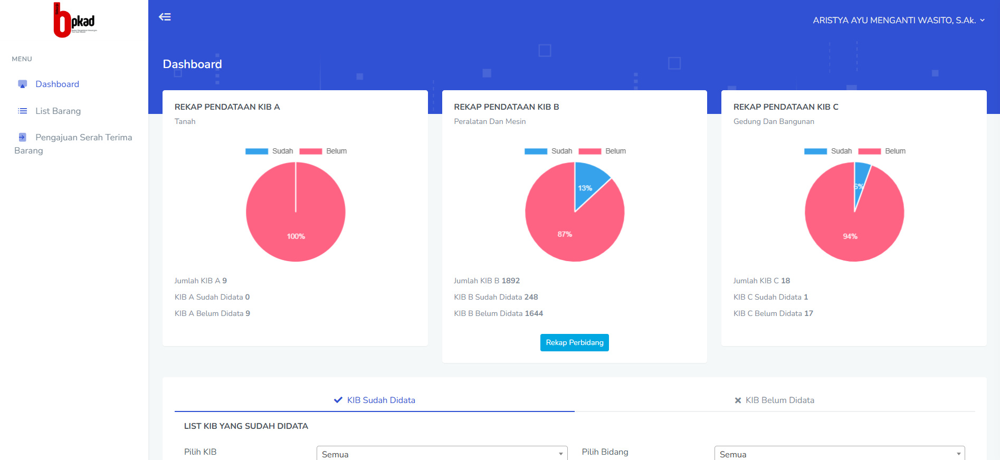 bpkad
MENU
Dashboard
List Barang
Pengajuan Serah Terima
Barang
ARISTYA AYU MENGANTI WASITO, S.Ak.
Dashboard
REKAP PENDATAAN KIB A
Tanah
Sudah
Belum
100%
Jumlah KIB A 9
KIB A Sudah Didata 0
KIB A Belum Didata 9
REKAP PENDATAAN KIB B
Peralatan Dan Mesin
Sudah
Belum
13%
87%
Jumlah KIB B 1892
KIB B Sudah Didata 248
KIB B Belum Didata 1644
Rekap Perbidang
REKAP PENDATAAN KIB C
Gedung Dan Bangunan
Sudah
Belum
6%
94%
Jumlah KIB C 18
KIB C Sudah Didata 1
KIB C Belum Didata 17
KIB Sudah Didata
KIB Belum Didata
LIST KIB YANG SUDAH DIDATA
Pilih KIB
Semua
Pilih Bidang
Semua